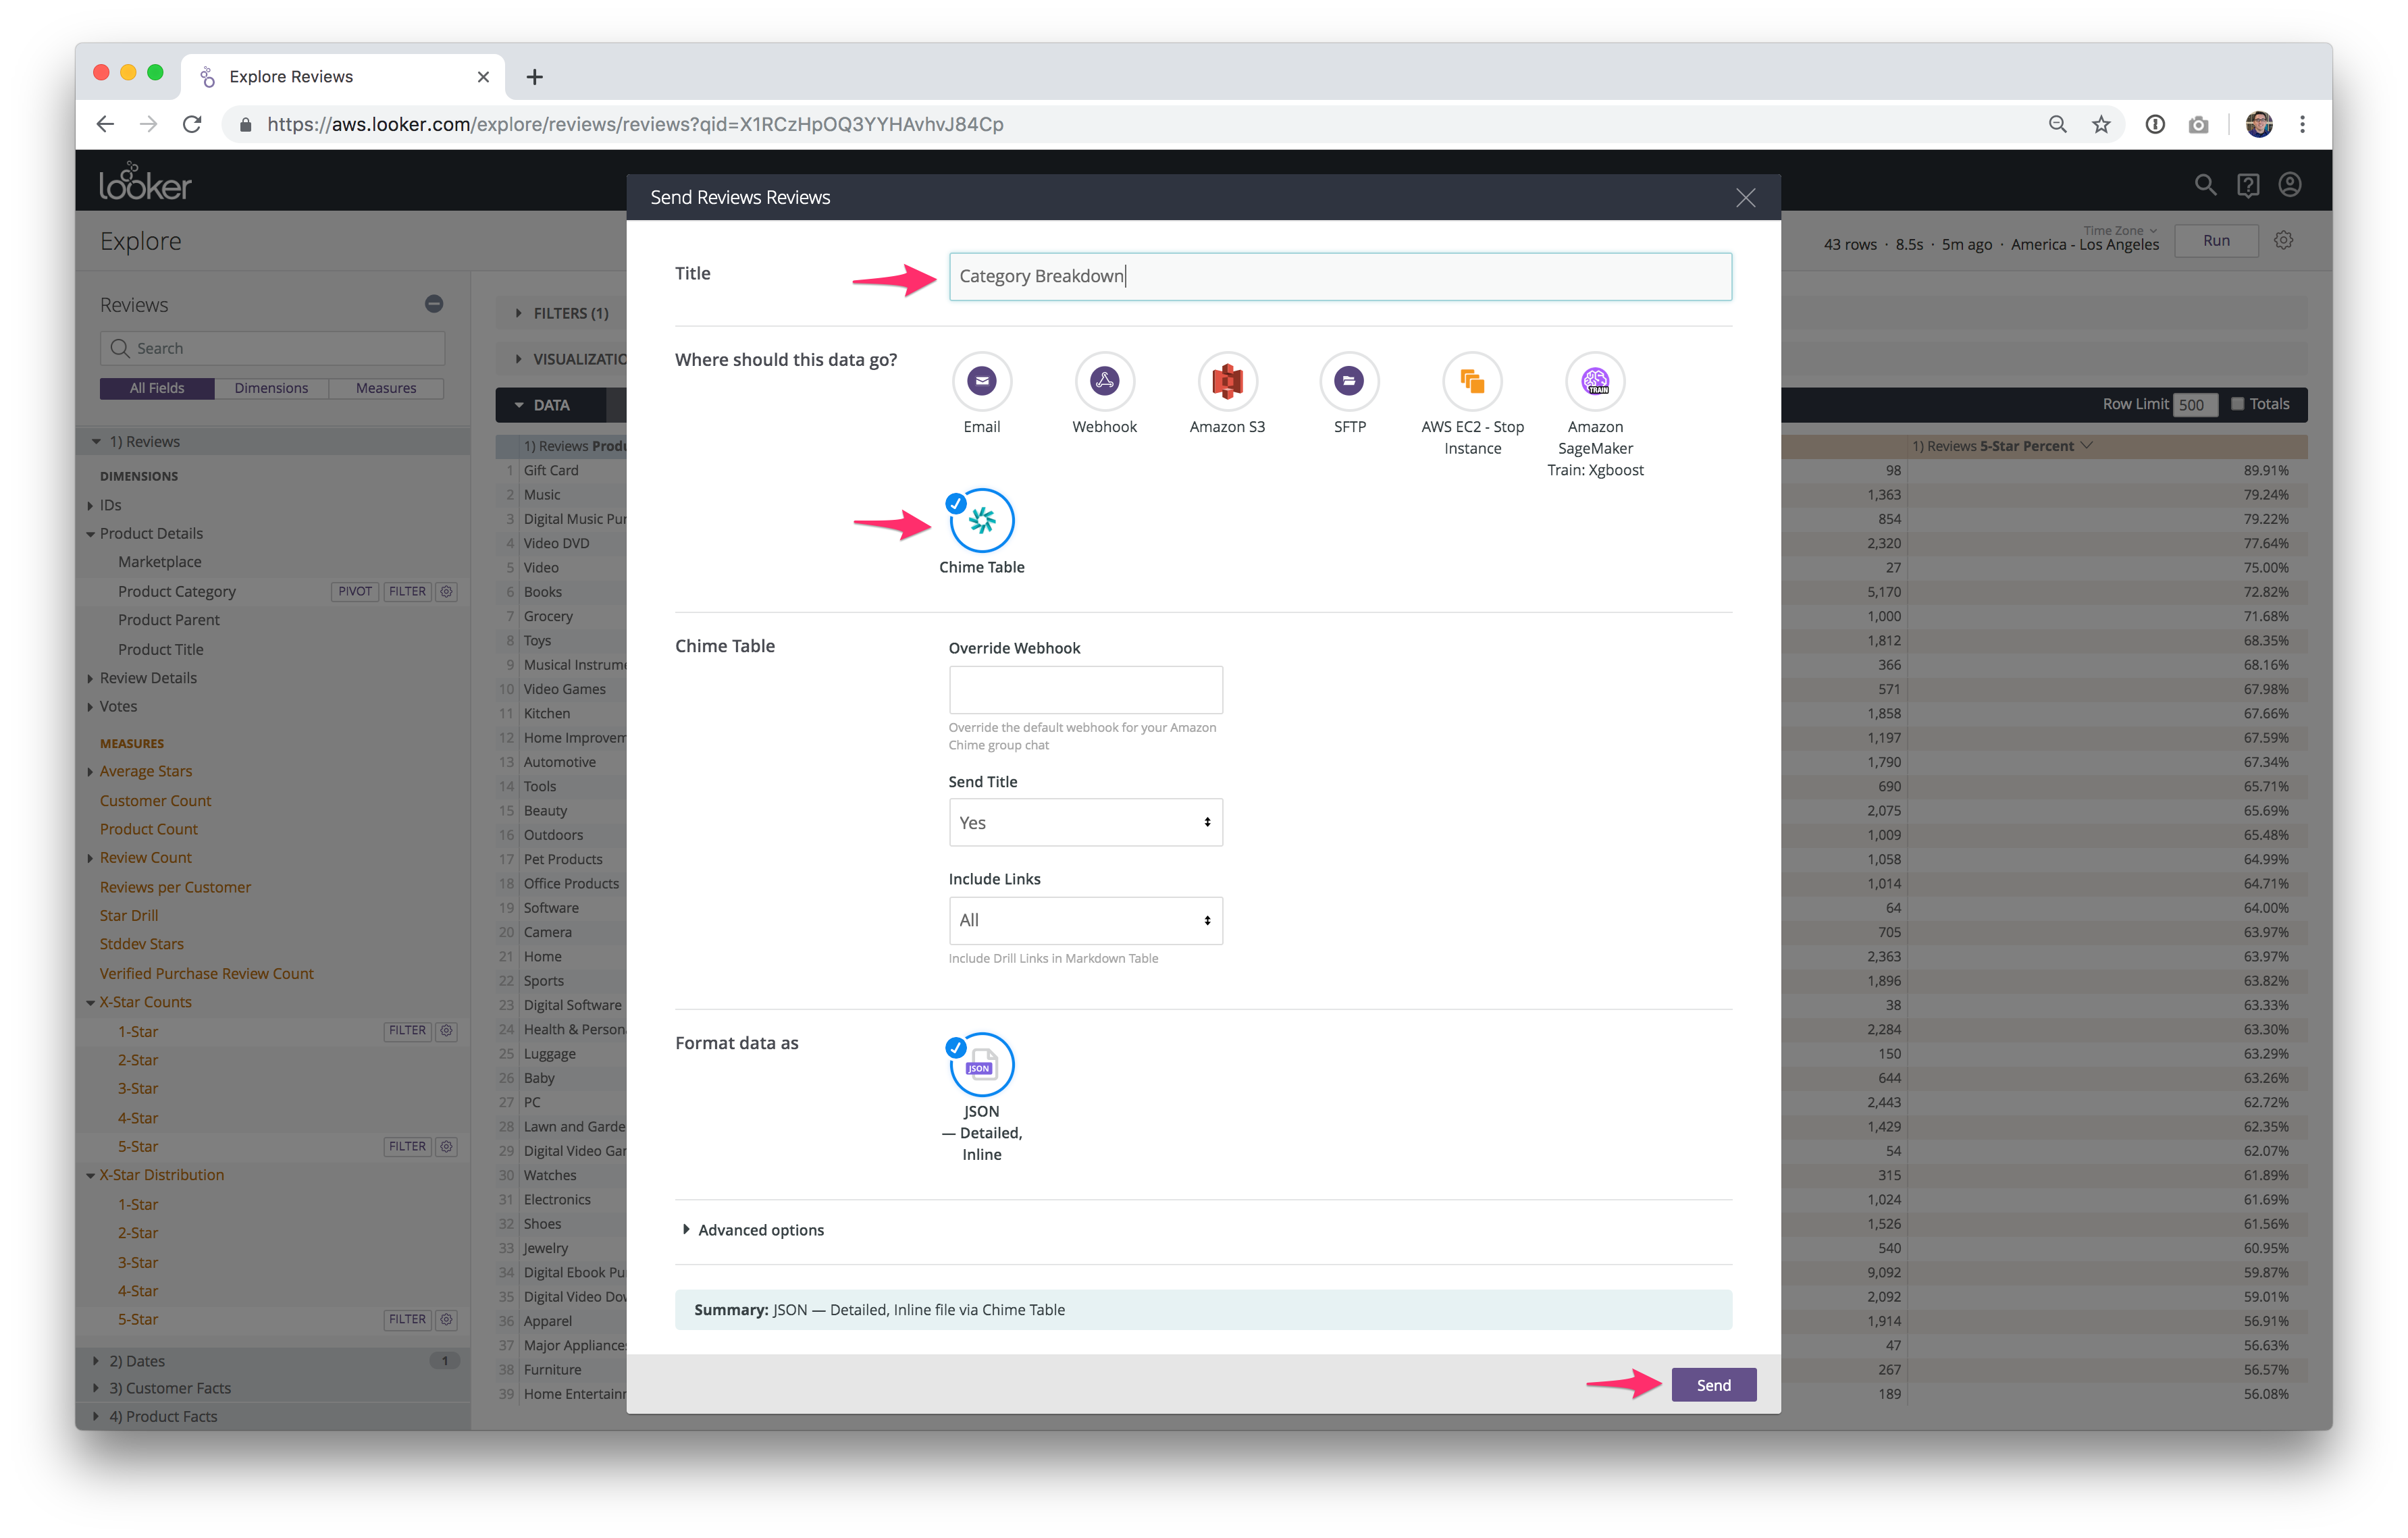 Explore Reviews
https://aws.looker.com/explore/reviews/reviews?qid=X1RCzHpOQ3YYHAvhvJ84Cp
looker
Send Reviews Reviews
Explore
43 rows · 8.5s · 5m ago · America - Los Angeles
Time Zone
Run
Reviews
Search
All Fields Dimensions Measures
1) Reviews
DIMENSIONS
IDs
Product Details
Marketplace
Product Category PIVOT FILTER
Product Parent
Product Title
Review Details
Votes
MEASURES
Average Stars
Customer Count
Product Count
Review Count
Reviews per Customer
Star Drill
Stddev Stars
Verified Purchase Review Count
X-Star Counts
1-Star FILTER
2-Star
3-Star
4-Star
5-Star FILTER
X-Star Distribution
1-Star
2-Star
3-Star
4-Star
5-Star FILTER
2) Dates 1
3) Customer Facts
4) Product Facts
FILTERS (1)
VISUALIZATIO
DATA
Row Limit 500 Totals
1) Reviews Produ
1) Reviews 5-Star Percent
1 Gift Card 98 89.91%
2 Music 1,363 79.24%
3 Digital Music Pur 854 79.22%
4 Video DVD 2,320 77.64%
5 Video 27 75.00%
6 Books 5,170 72.82%
7 Grocery 1,000 71.68%
8 Toys 1,812 68.35%
9 Musical Instrume 366 68.16%
10 Video Games 571 67.98%
11 Kitchen 1,858 67.66%
12 Home Improvem 1,197 67.59%
13 Automotive 1,790 67.34%
14 Tools 690 65.71%
15 Beauty 2,075 65.69%
16 Outdoors 1,009 65.48%
17 Pet Products 1,058 64.99%
18 Office Products 1,014 64.71%
19 Software 64 64.00%
20 Camera 705 63.97%
21 Home 2,363 63.97%
22 Sports 1,896 63.82%
23 Digital Software 38 63.33%
24 Health & Persona 2,284 63.30%
25 Luggage 150 63.29%
26 Baby 644 63.26%
27 PC 2,443 62.72%
28 Lawn and Garde 1,429 62.35%
29 Digital Video Gar 54 62.07%
30 Watches 315 61.89%
31 Electronics 1,024 61.69%
32 Shoes 1,526 61.56%
33 Jewelry 540 60.95%
34 Digital Ebook Pu 9,092 59.87%
35 Digital Video Dov 2,092 59.01%
36 Apparel 1,914 56.91%
37 Major Appliances 47 56.63%
38 Furniture 267 56.57%
39 Home Entertainn 189 56.08%
Title
Category Breakdown
Where should this data go?
Email
Webhook
Amazon S3
SFTP
AWS EC2 - Stop
Instance
TRAIN
Amazon
SageMaker
Train: Xgboost
Chime Table
Chime Table
Override Webhook
Override the default webhook for your Amazon
Chime group chat
Send Title
Yes
Include Links
All
Include Drill Links in Markdown Table
Format data as
JSON
JSON
— Detailed,
Inline
Advanced options
Summary: JSON — Detailed, Inline file via Chime Table
Send